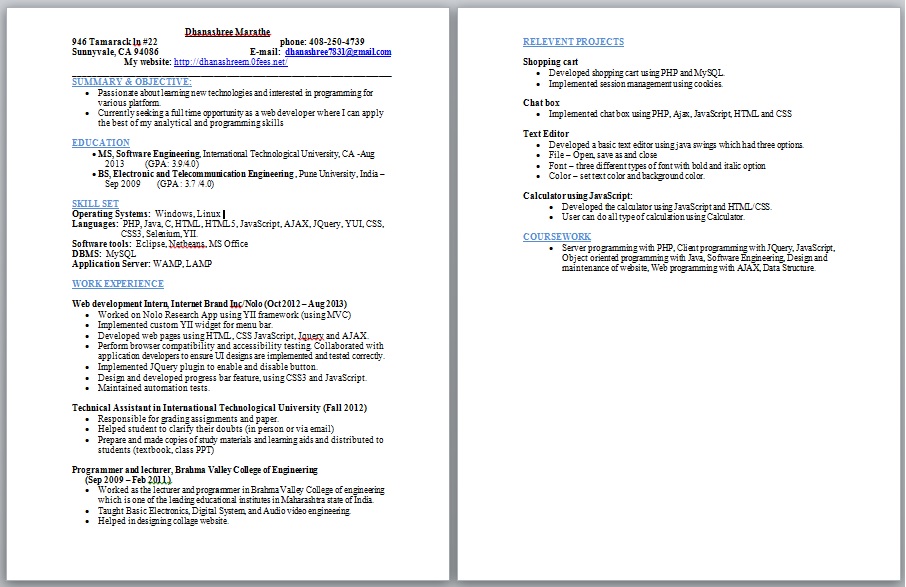 Dhanashree Marathe
946 Tamarack ln #22 phone: 408-250-4739
Sunnyvale, CA 94086 E-mail: dhanashree7831@gmail.com
My website: http://dhanashreem.0fees.net/
SUMMARY & OBJECTIVE:
• Passionate about learning new technologies and interested in programming for
various platform.
• Currently seeking a full time opportunity as a web developer where I can apply
the best of my analytical and programming skills
EDUCATION
• MS, Software Engineering, International Technological University, CA -Aug
2013 (GPA: 3.9/4.0)
• BS, Electronic and Telecommunication Engineering, Pune University, India –
Sep 2009 (GPA : 3.7 /4.0)
SKILL SET
Operating Systems: Windows, Linux
Languages: PHP, Java, C, HTML, HTML5, JavaScript, AJAX, JQuery, YUI, CSS,
CSS3, Selenium, YII.
Software tools: Eclipse, Netbeans, MS Office
DBMS: MySQL
Application Server: WAMP, LAMP
WORK EXPERIENCE
Web development Intern, Internet Brand Inc/Nolo (Oct 2012 – Aug 2013)
• Worked on Nolo Research App using YII framework (using MVC)
• Implemented custom YII widget for menu bar.
• Developed web pages using HTML, CSS JavaScript, Jquery and AJAX.
• Perform browser compatibility and accessibility testing. Collaborated with
application developers to ensure UI designs are implemented and tested correctly.
• Implemented JQuery plugin to enable and disable button.
• Design and developed progress bar feature, using CSS3 and JavaScript.
• Maintained automation tests.
Technical Assistant in International Technological University (Fall 2012)
• Responsible for grading assignments and paper.
• Helped student to clarify their doubts (in person or via email)
• Prepare and made copies of study materials and learning aids and distributed to
students (textbook, class PPT)
Programmer and lecturer, Brahma Valley College of Engineering
(Sep 2009 – Feb 2011)
• Worked as the lecturer and programmer in Brahma Valley College of engineering
which is one of the leading educational institutes in Maharashtra state of India.
• Taught Basic Electronics, Digital System, and Audio video engineering.
• Helped in designing collage website.
RELEVENT PROJECTS
Shopping cart
• Developed shopping cart using PHP and MySQL.
• Implemented session management using cookies.
Chat box
• Implemented chat box using PHP, Ajax, JavaScript, HTML and CSS
Text Editor
• Developed a basic text editor using java swings which had three options.
• File – Open, save as and close
• Font – three different types of font with bold and italic option
• Color – set text color and background color.
Calculator using JavaScript:
• Developed the calculator using JavaScript and HTML/CSS.
• User can do all type of calculation using Calculator.
COURSEWORK
• Server programming with PHP, Client programming with JQuery, JavaScript,
Object oriented programming with Java, Software Engineering, Design and
maintenance of website, Web programming with AJAX, Data Structure.